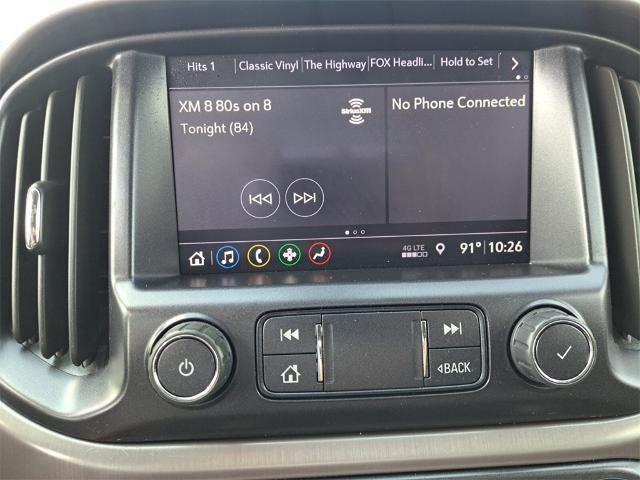 Hits 1 Classic Vinyl The Highway FOX Headli... Hold to Set
XM 8 80s on 8
SiriusXM
Tonight (84)
No Phone Connected
4G LTE 91° 10:26
BACK